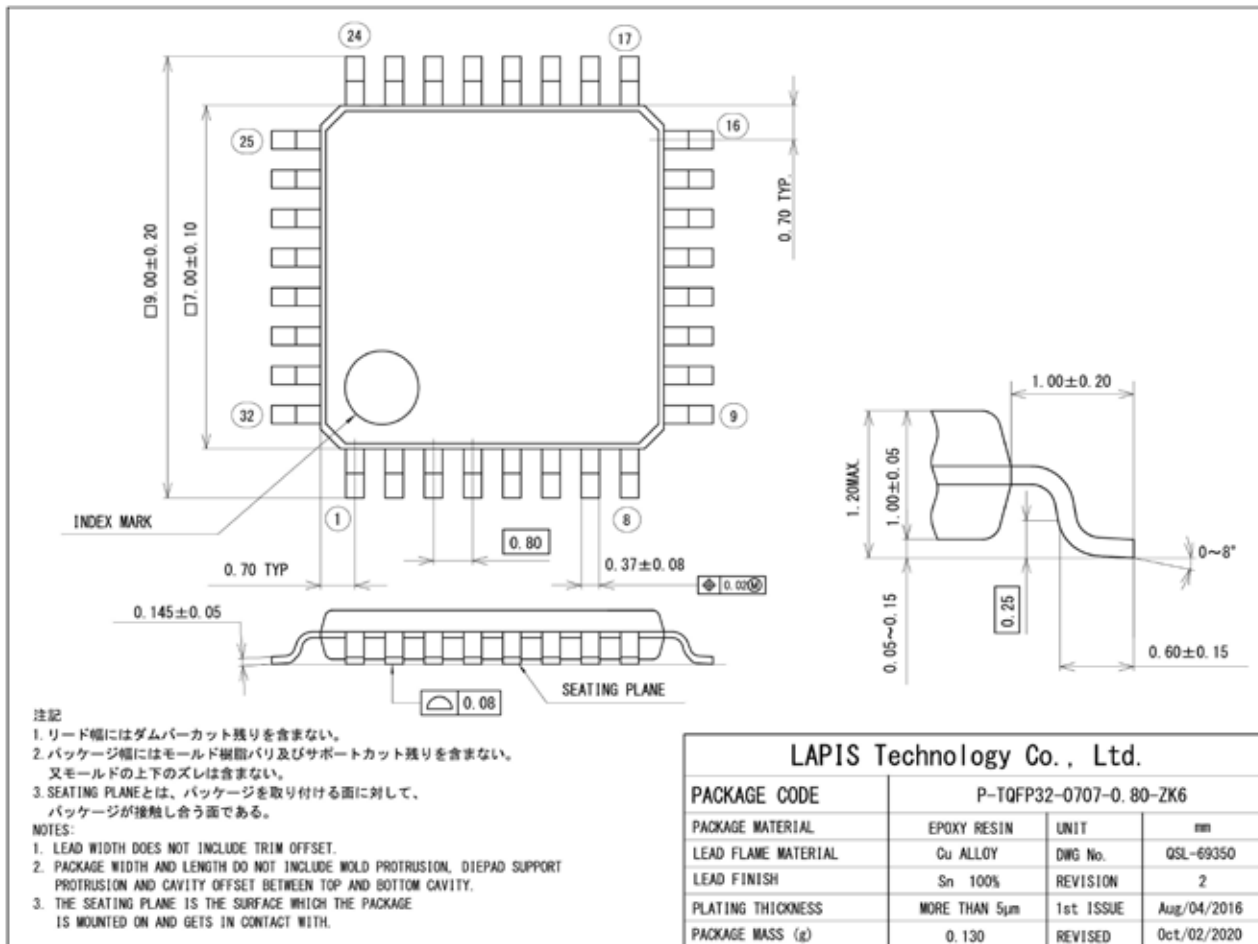 24
17
25
16
□9.00±0.20
□7.00±0.10
0.70 TYP.
32
9
INDEX MARK
1
8
0.80
0.70 TYP
0.37±0.08
0.02Ⓜ
0.145±0.05
SEATING PLANE
0.08
1.00±0.20
1.20MAX.
1.00±0.05
0.05~0.15
0.25
0~8°
0.60±0.15
注記
1. リード幅にはダムバーカット残りを含まない。
2. パッケージ幅にはモールド樹脂バリ及びサポートカット残りを含まない。
又モールドの上下のズレは含まない。
3. SEATING PLANEとは、パッケージを取り付ける面に対して、
パッケージが接触し合う面である。
NOTES:
1. LEAD WIDTH DOES NOT INCLUDE TRIM OFFSET.
2. PACKAGE WIDTH AND LENGTH DO NOT INCLUDE MOLD PROTRUSION, DIEPAD SUPPORT
PROTRUSION AND CAVITY OFFSET BETWEEN TOP AND BOTTOM CAVITY.
3. THE SEATING PLANE IS THE SURFACE WHICH THE PACKAGE
IS MOUNTED ON AND GETS IN CONTACT WITH.
LAPIS Technology Co., Ltd.
PACKAGE CODE P-TQFP32-0707-0.80-ZK6
PACKAGE MATERIAL EPOXY RESIN UNIT mm
LEAD FLAME MATERIAL Cu ALLOY DWG No. QSL-69350
LEAD FINISH Sn 100% REVISION 2
PLATING THICKNESS MORE THAN 5μm 1st ISSUE Aug/04/2016
PACKAGE MASS (g) 0.130 REVISED Oct/02/2020